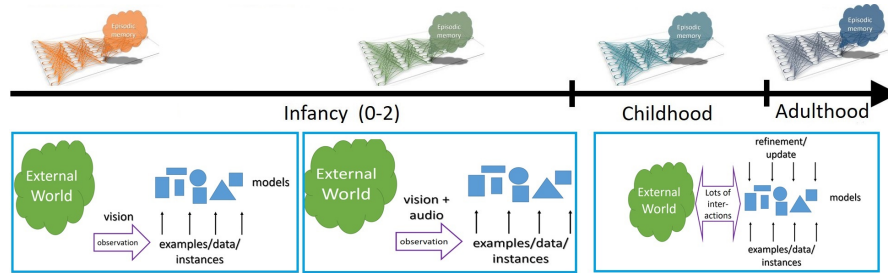 Episodic
memory
Episodic
memory
Episodic
memory
Episodic
memory
Infancy (0-2)
Childhood
Adulthood
External
World
models
vision
observation
examples/data/
instances
External
World
vision +
audio
observation
models
examples/data/
instances
refinement/
update
External
World
Lots of
inter-
actions
models
examples/data/
instances